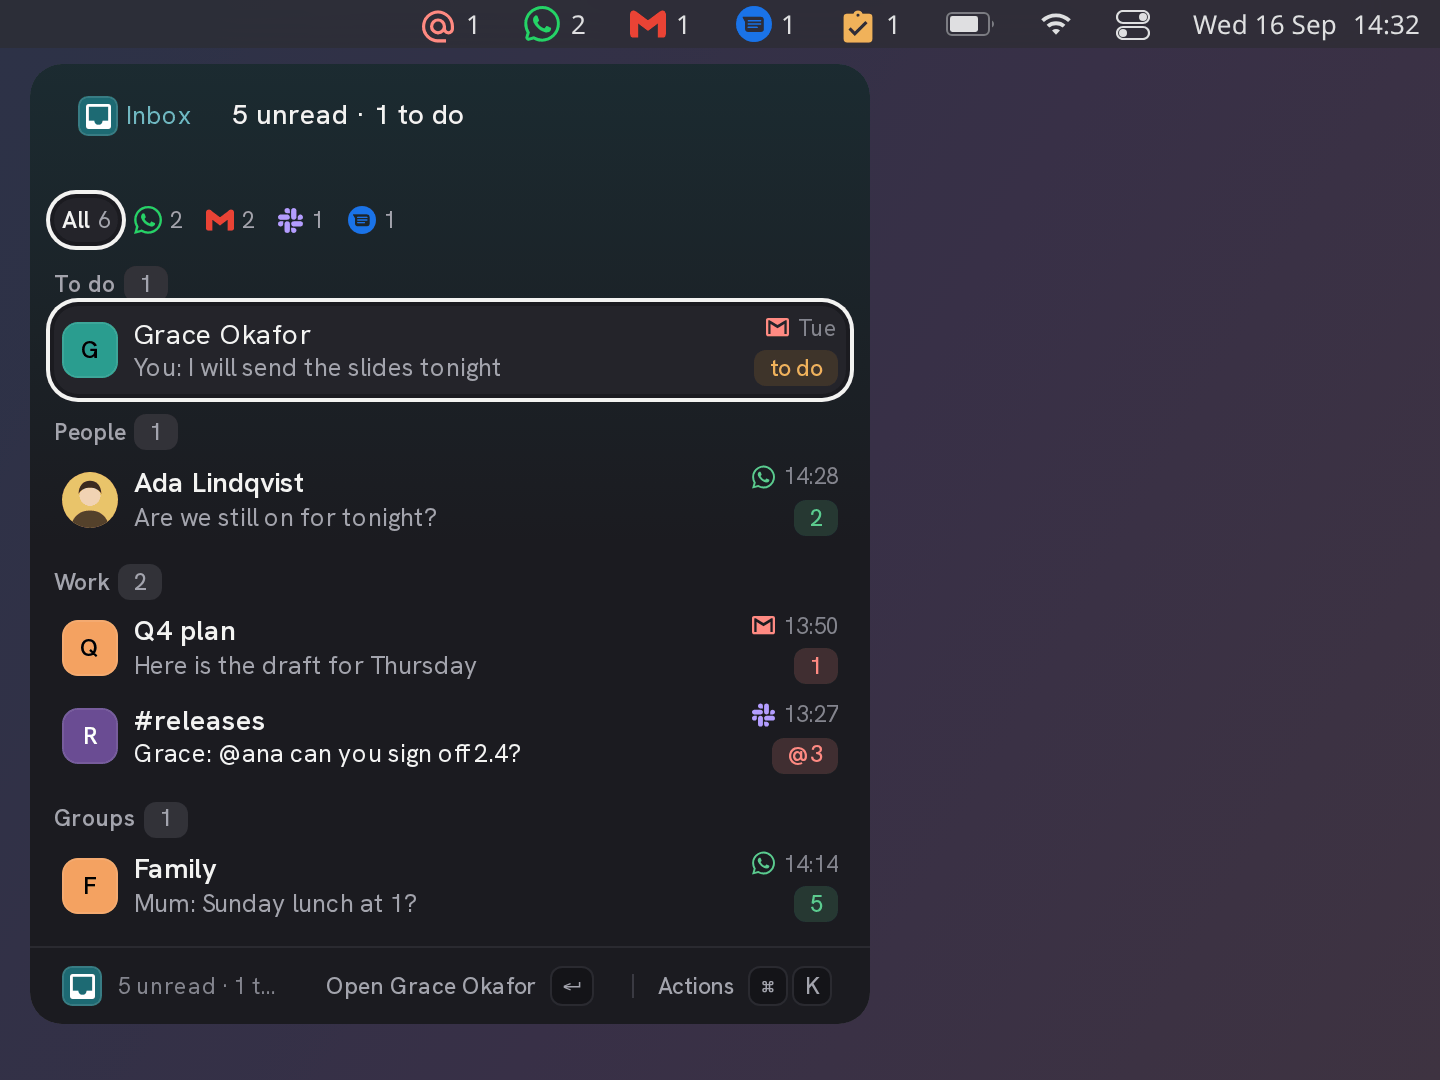 1 2 1 1 1 Wed 16 Sep 14:32
Inbox 5 unread · 1 to do
All 6 2 2 1 1
To do 1
G Grace Okafor Tue
You: I will send the slides tonight to do
People 1
Ada Lindqvist 14:28
Are we still on for tonight? 2
Work 2
Q Q4 plan 13:50
Here is the draft for Thursday 1
R #releases 13:27
Grace: @ana can you sign off 2.4? @3
Groups 1
F Family 14:14
Mum: Sunday lunch at 1? 5
5 unread · 1 t… Open Grace Okafor ↵ Actions ⌘ K